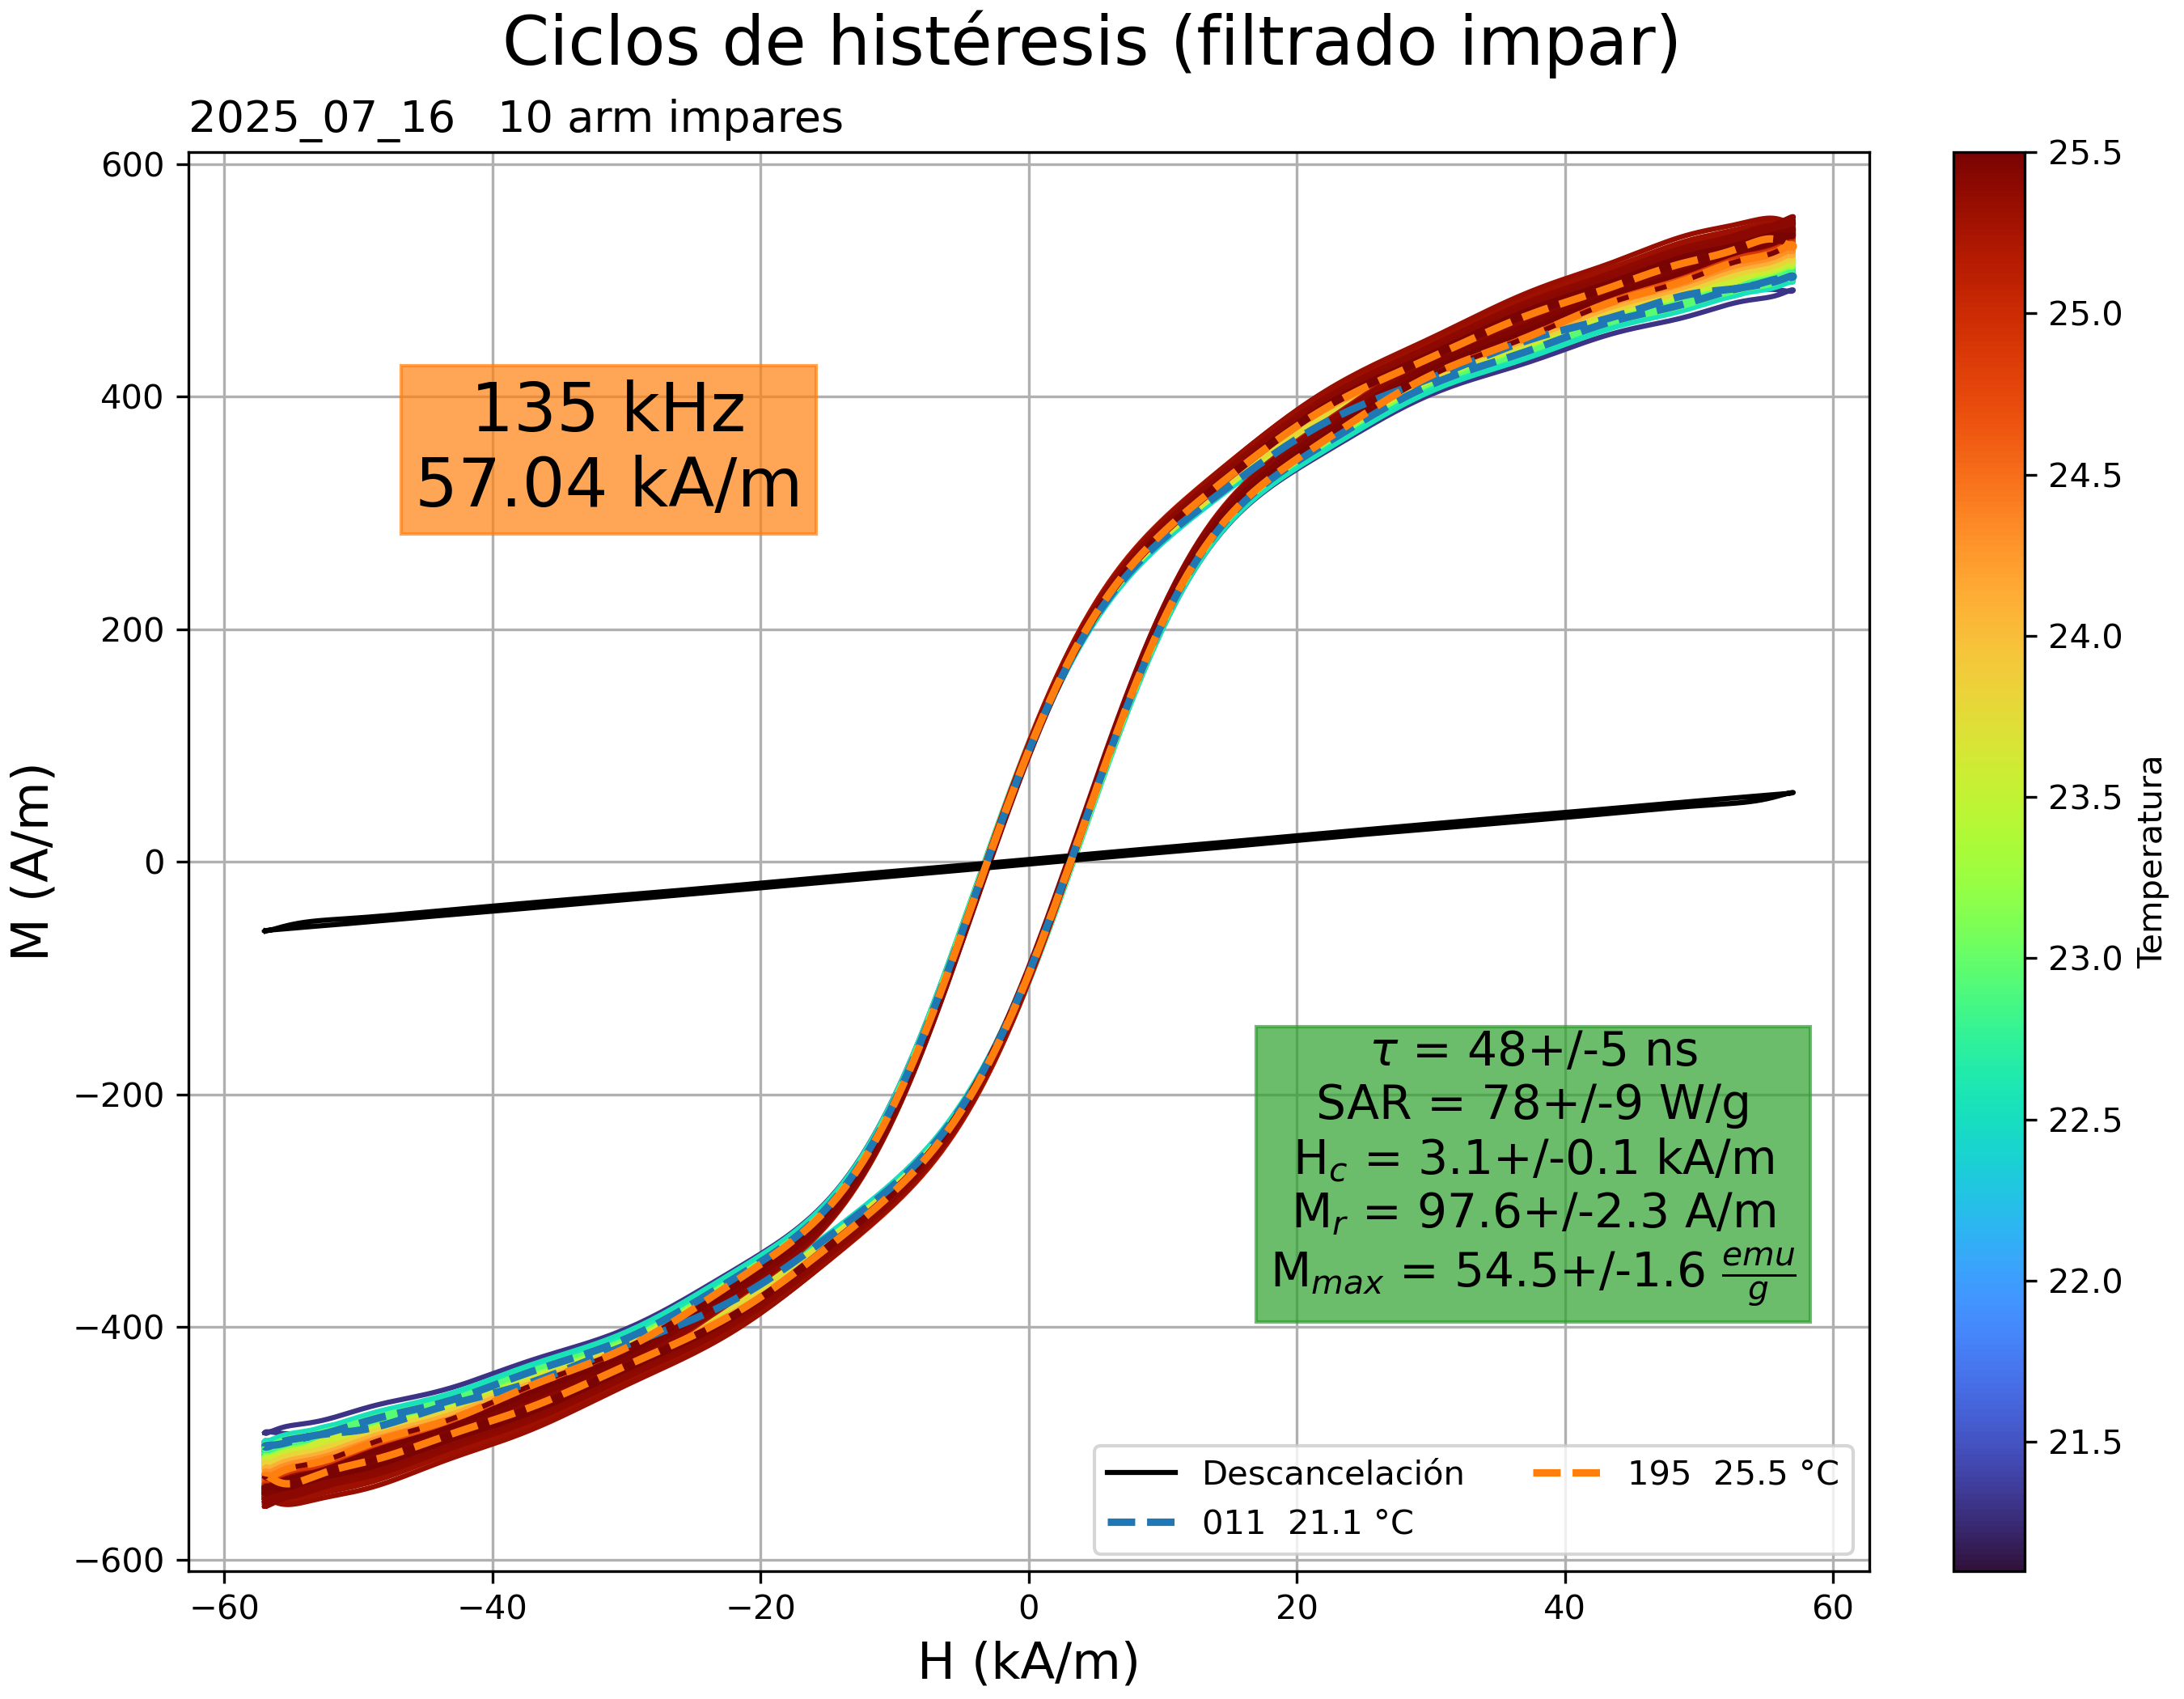 Ciclos de histéresis (filtrado impar)
2025_07_16   10 arm impares
600
400
200
0
−200
−400
−600
M (A/m)
135 kHz
57.04 kA/m
τ = 48+/-5 ns
SAR = 78+/-9 W/g
H_c = 3.1+/-0.1 kA/m
M_r = 97.6+/-2.3 A/m
M_max = 54.5+/-1.6 emu/g
Descancelación
011  21.1 °C
195  25.5 °C
−60
−40
−20
0
20
40
60
H (kA/m)
25.5
25.0
24.5
24.0
23.5
23.0
22.5
22.0
21.5
Temperatura